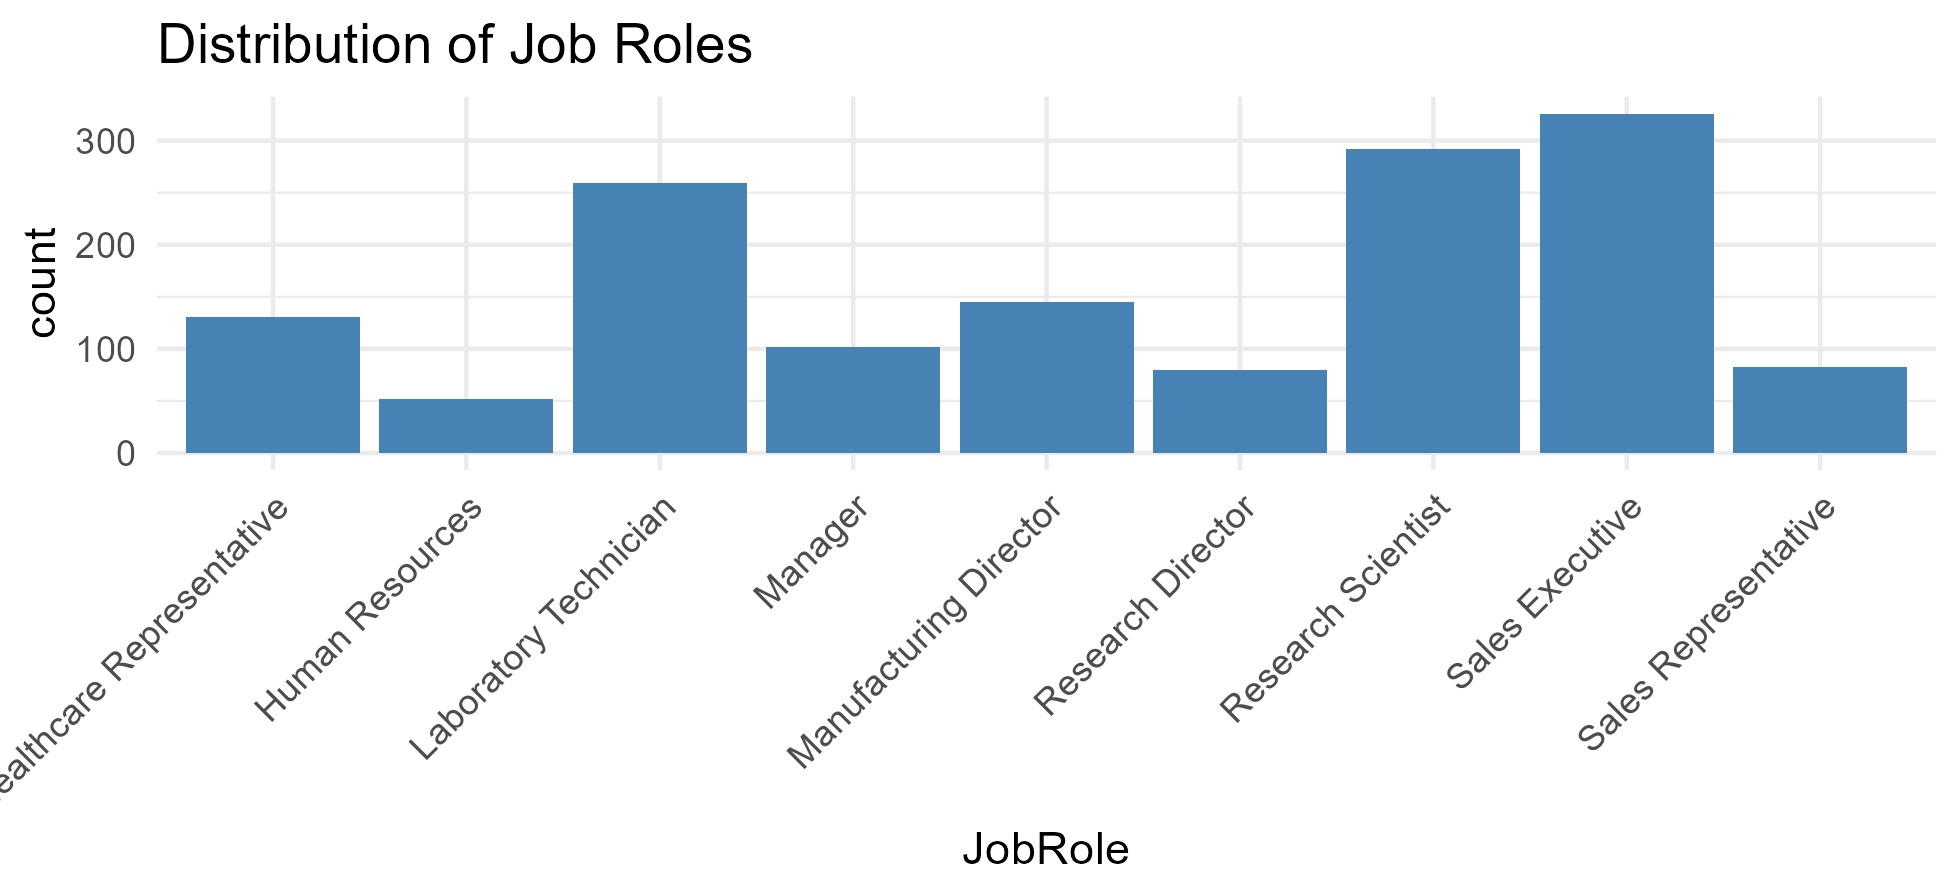 Distribution of Job Roles
count
300
200
100
0
ealthcare Representative
Human Resources
Laboratory Technician
Manager
Manufacturing Director
Research Director
Research Scientist
Sales Executive
Sales Representative
JobRole